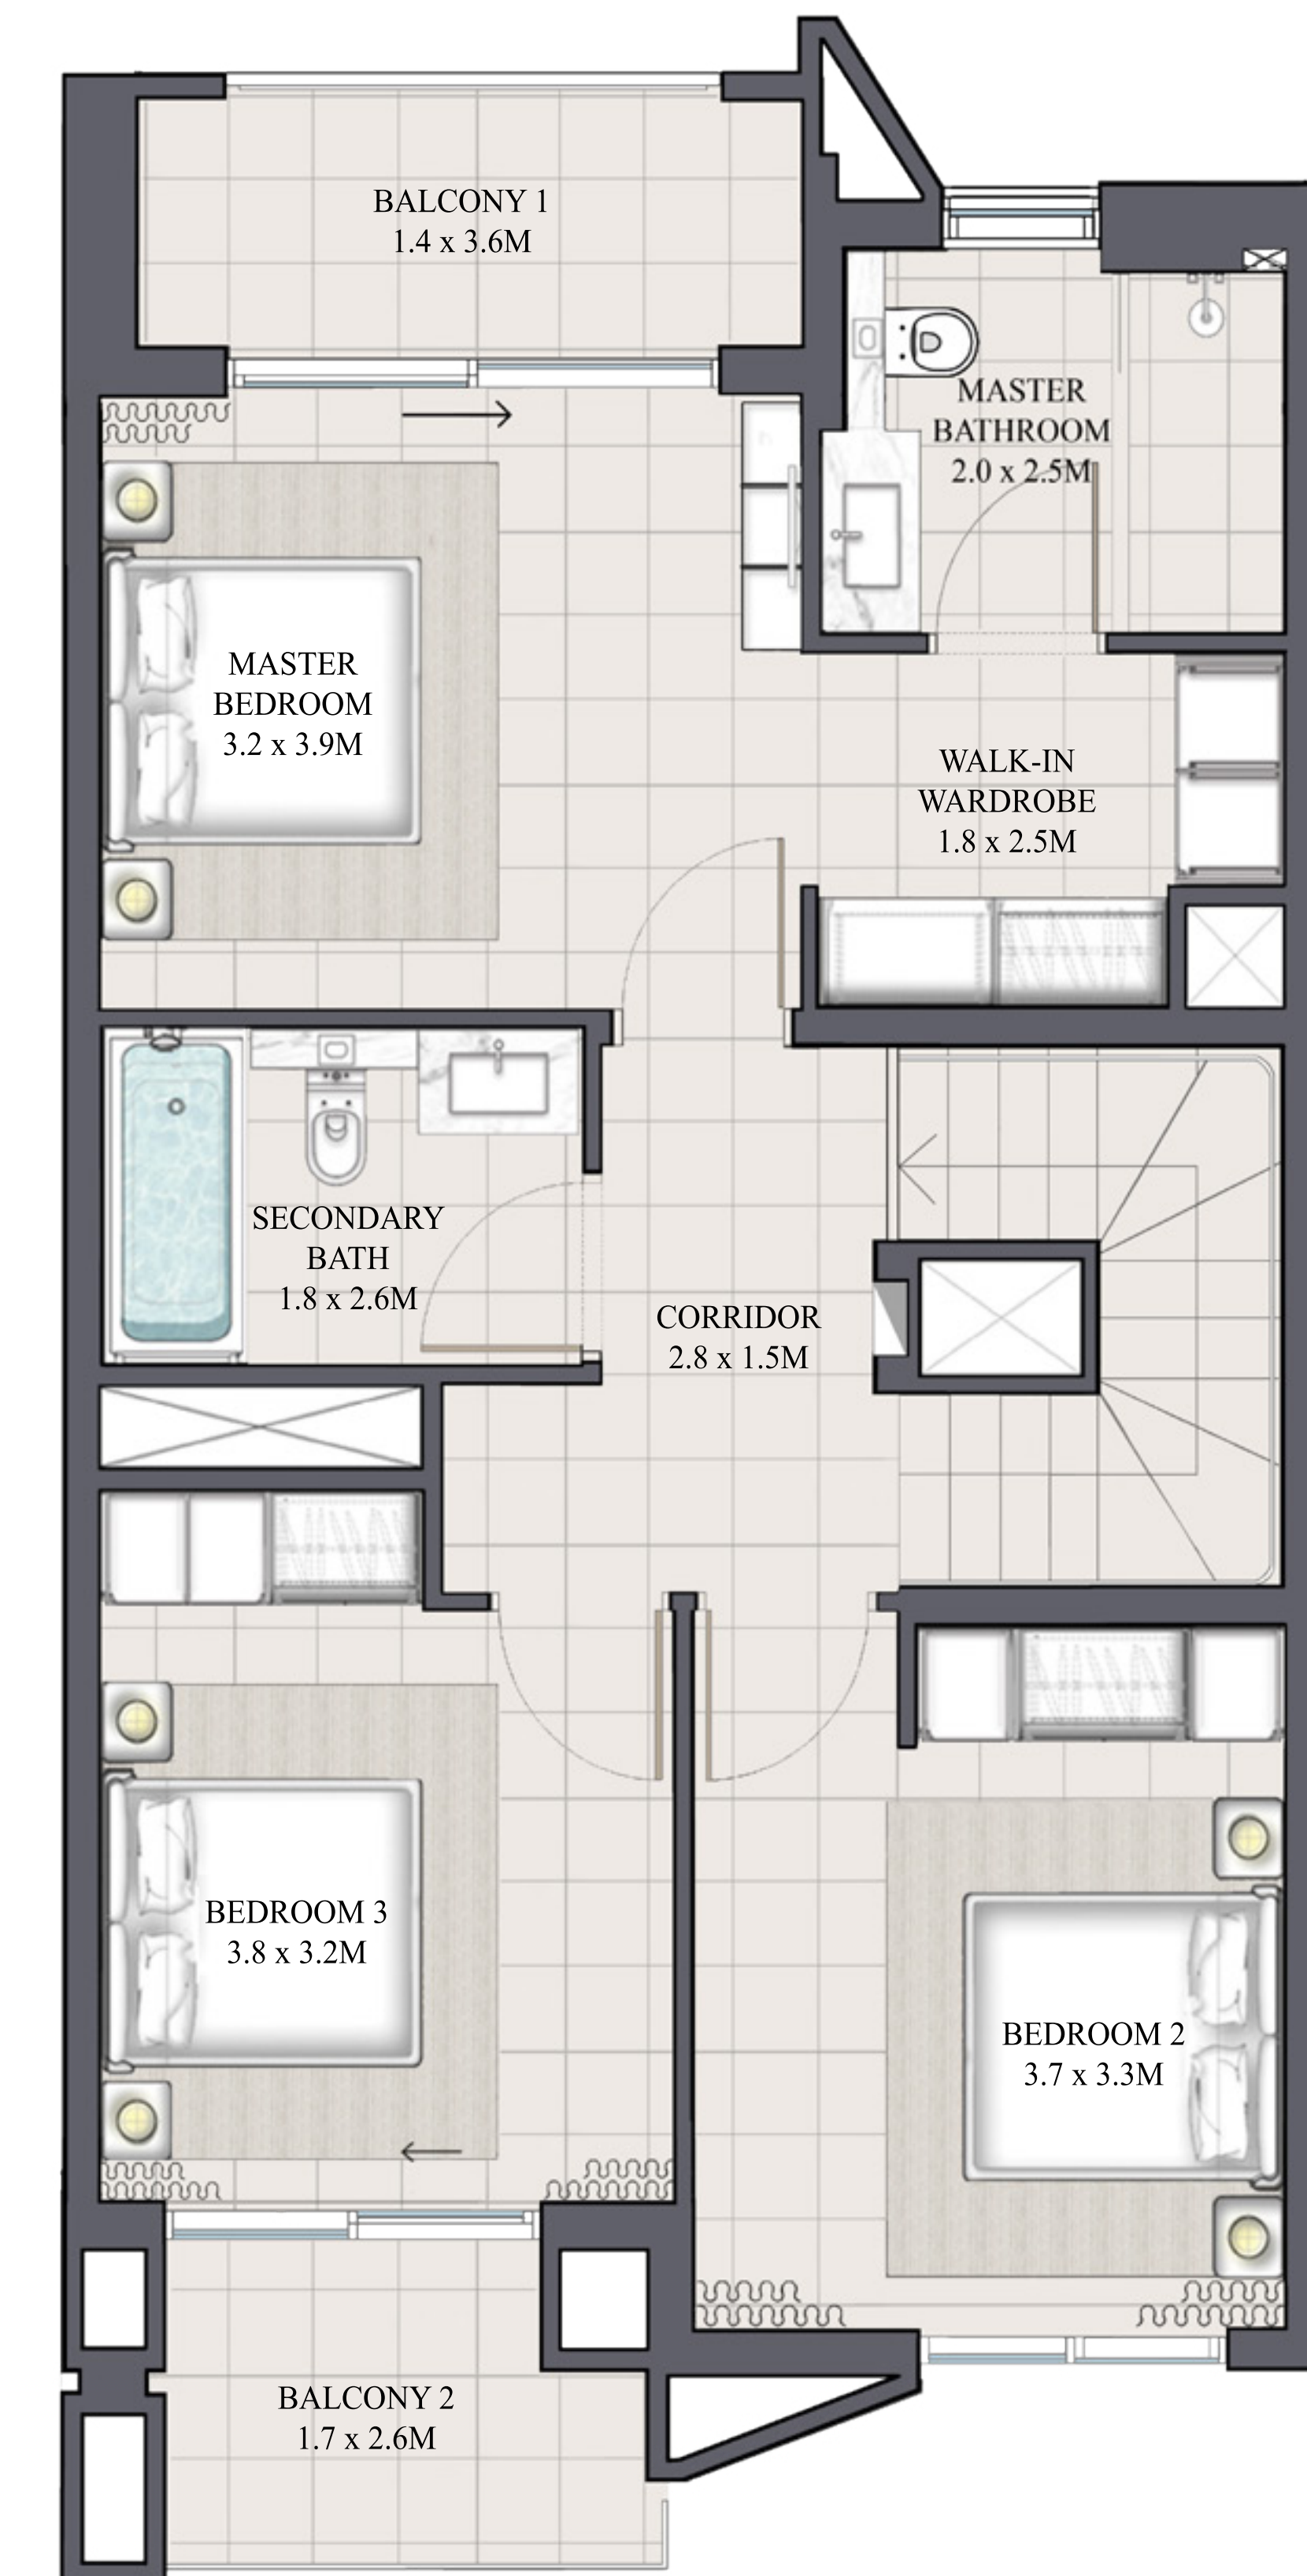 BALCONY 1
1.4 x 3.6M
MASTER
BATHROOM
2.0 x 2.5M
MASTER
BEDROOM
3.2 x 3.9M
WALK-IN
WARDROBE
1.8 x 2.5M
SECONDARY
BATH
1.8 x 2.6M
CORRIDOR
2.8 x 1.5M
BEDROOM 3
3.8 x 3.2M
BEDROOM 2
3.7 x 3.3M
BALCONY 2
1.7 x 2.6M